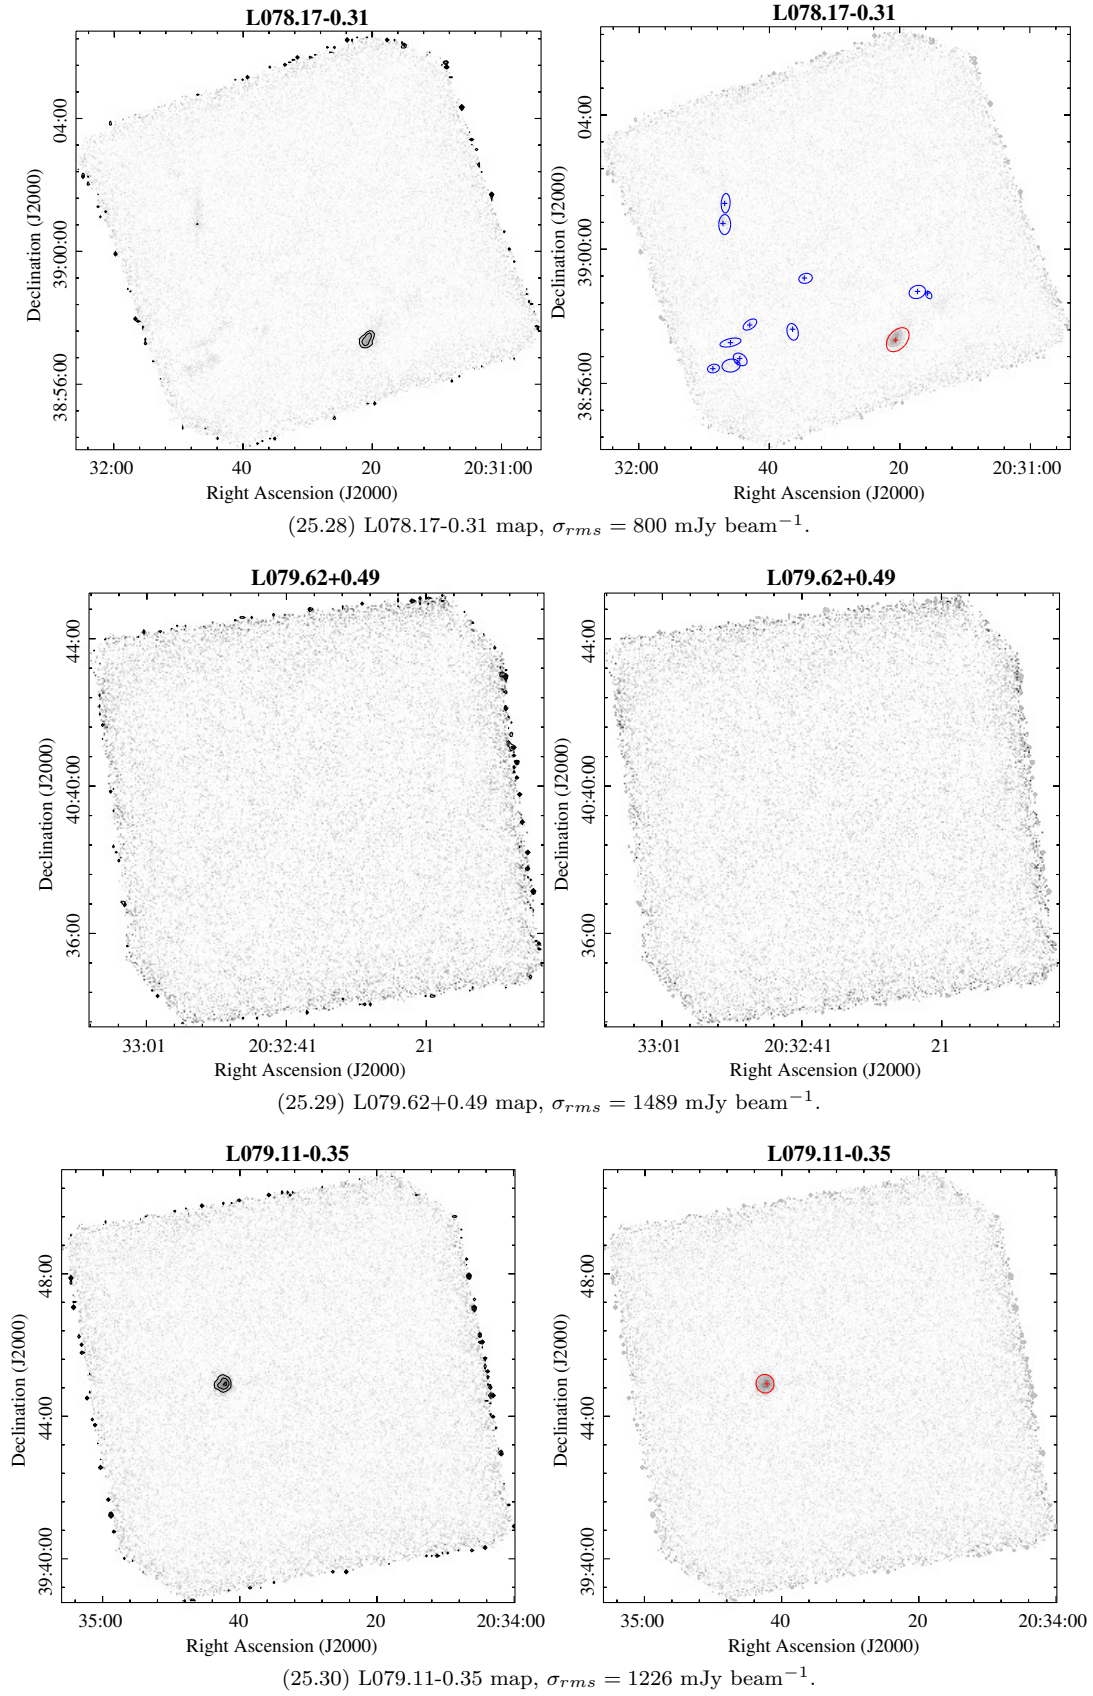 L078.17-0.31 L078.17-0.31
Declination (J2000) Declination (J2000)
04:00 04:00
39:00:00 39:00:00
38:56:00 38:56:00
32:00 40 20 20:31:00 32:00 40 20 20:31:00
Right Ascension (J2000) Right Ascension (J2000)
(25.28) L078.17-0.31 map, σrms = 800 mJy beam−1.
L079.62+0.49 L079.62+0.49
Declination (J2000) Declination (J2000)
44:00 44:00
40:40:00 40:40:00
36:00 36:00
33:01 20:32:41 21 33:01 20:32:41 21
Right Ascension (J2000) Right Ascension (J2000)
(25.29) L079.62+0.49 map, σrms = 1489 mJy beam−1.
L079.11-0.35 L079.11-0.35
Declination (J2000) Declination (J2000)
48:00 48:00
44:00 44:00
39:40:00 39:40:00
35:00 40 20 20:34:00 35:00 40 20 20:34:00
Right Ascension (J2000) Right Ascension (J2000)
(25.30) L079.11-0.35 map, σrms = 1226 mJy beam−1.